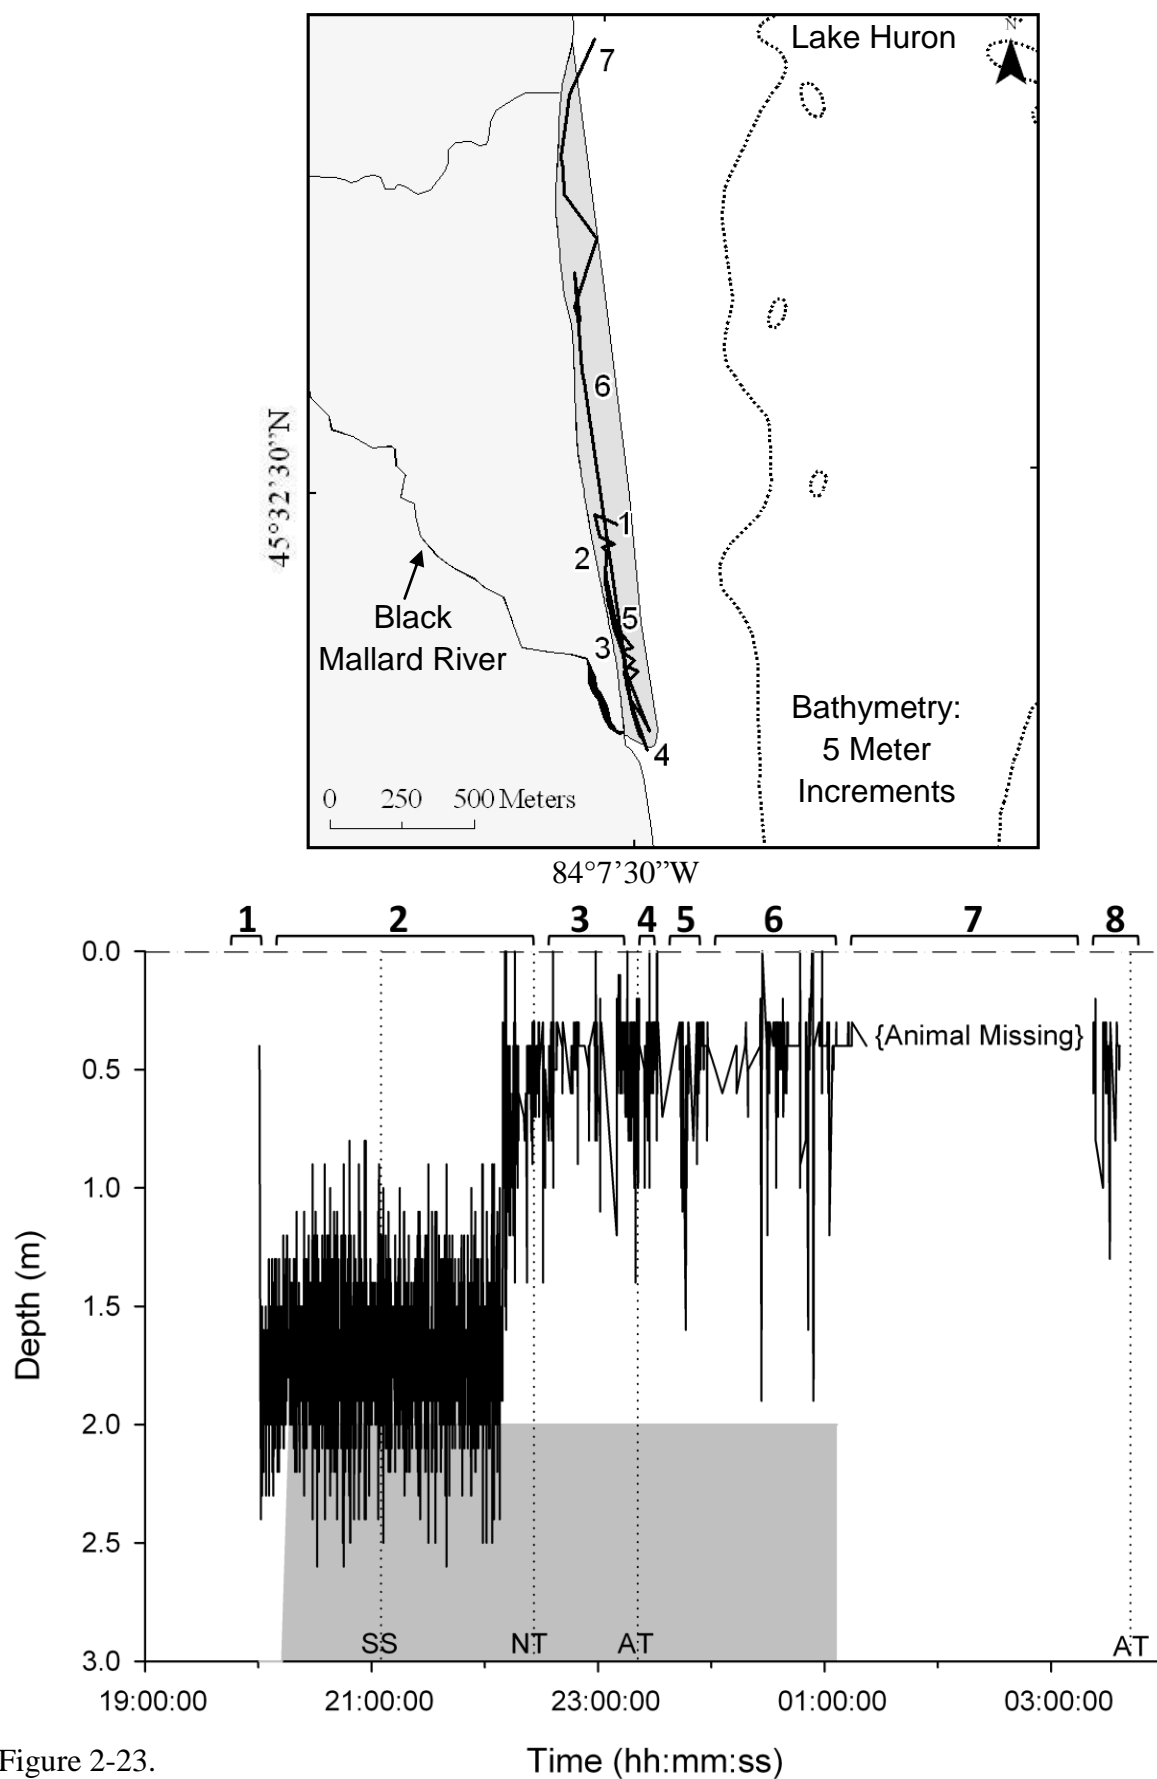 Lake Huron
N
7
6
1
2
5
3
4
45°32'30"N
Black
Mallard River
Bathymetry:
5 Meter
Increments
0 250 500 Meters
84°7'30"W
1 2 3 4 5 6 7 8
0.0
{Animal Missing}
0.5
1.0
1.5
2.0
2.5
3.0
Depth (m)
SS NT AT AT
19:00:00 21:00:00 23:00:00 01:00:00 03:00:00
Figure 2-23.
Time (hh:mm:ss)